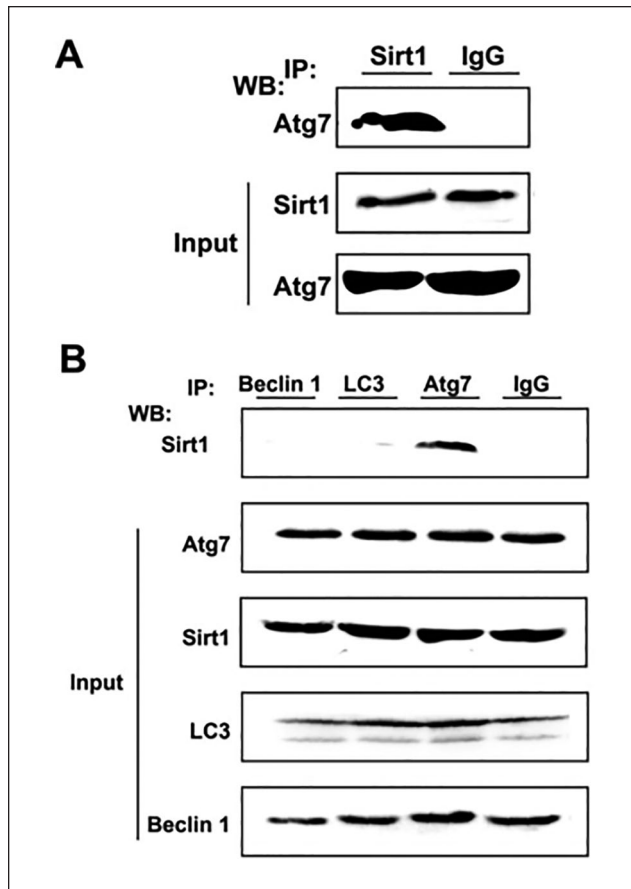 A
IP: Sirt1 IgG
WB:
Atg7
Sirt1
Input
Atg7
B
IP: Beclin 1 LC3 Atg7 IgG
WB:
Sirt1
Atg7
Sirt1
Input
LC3
Beclin 1